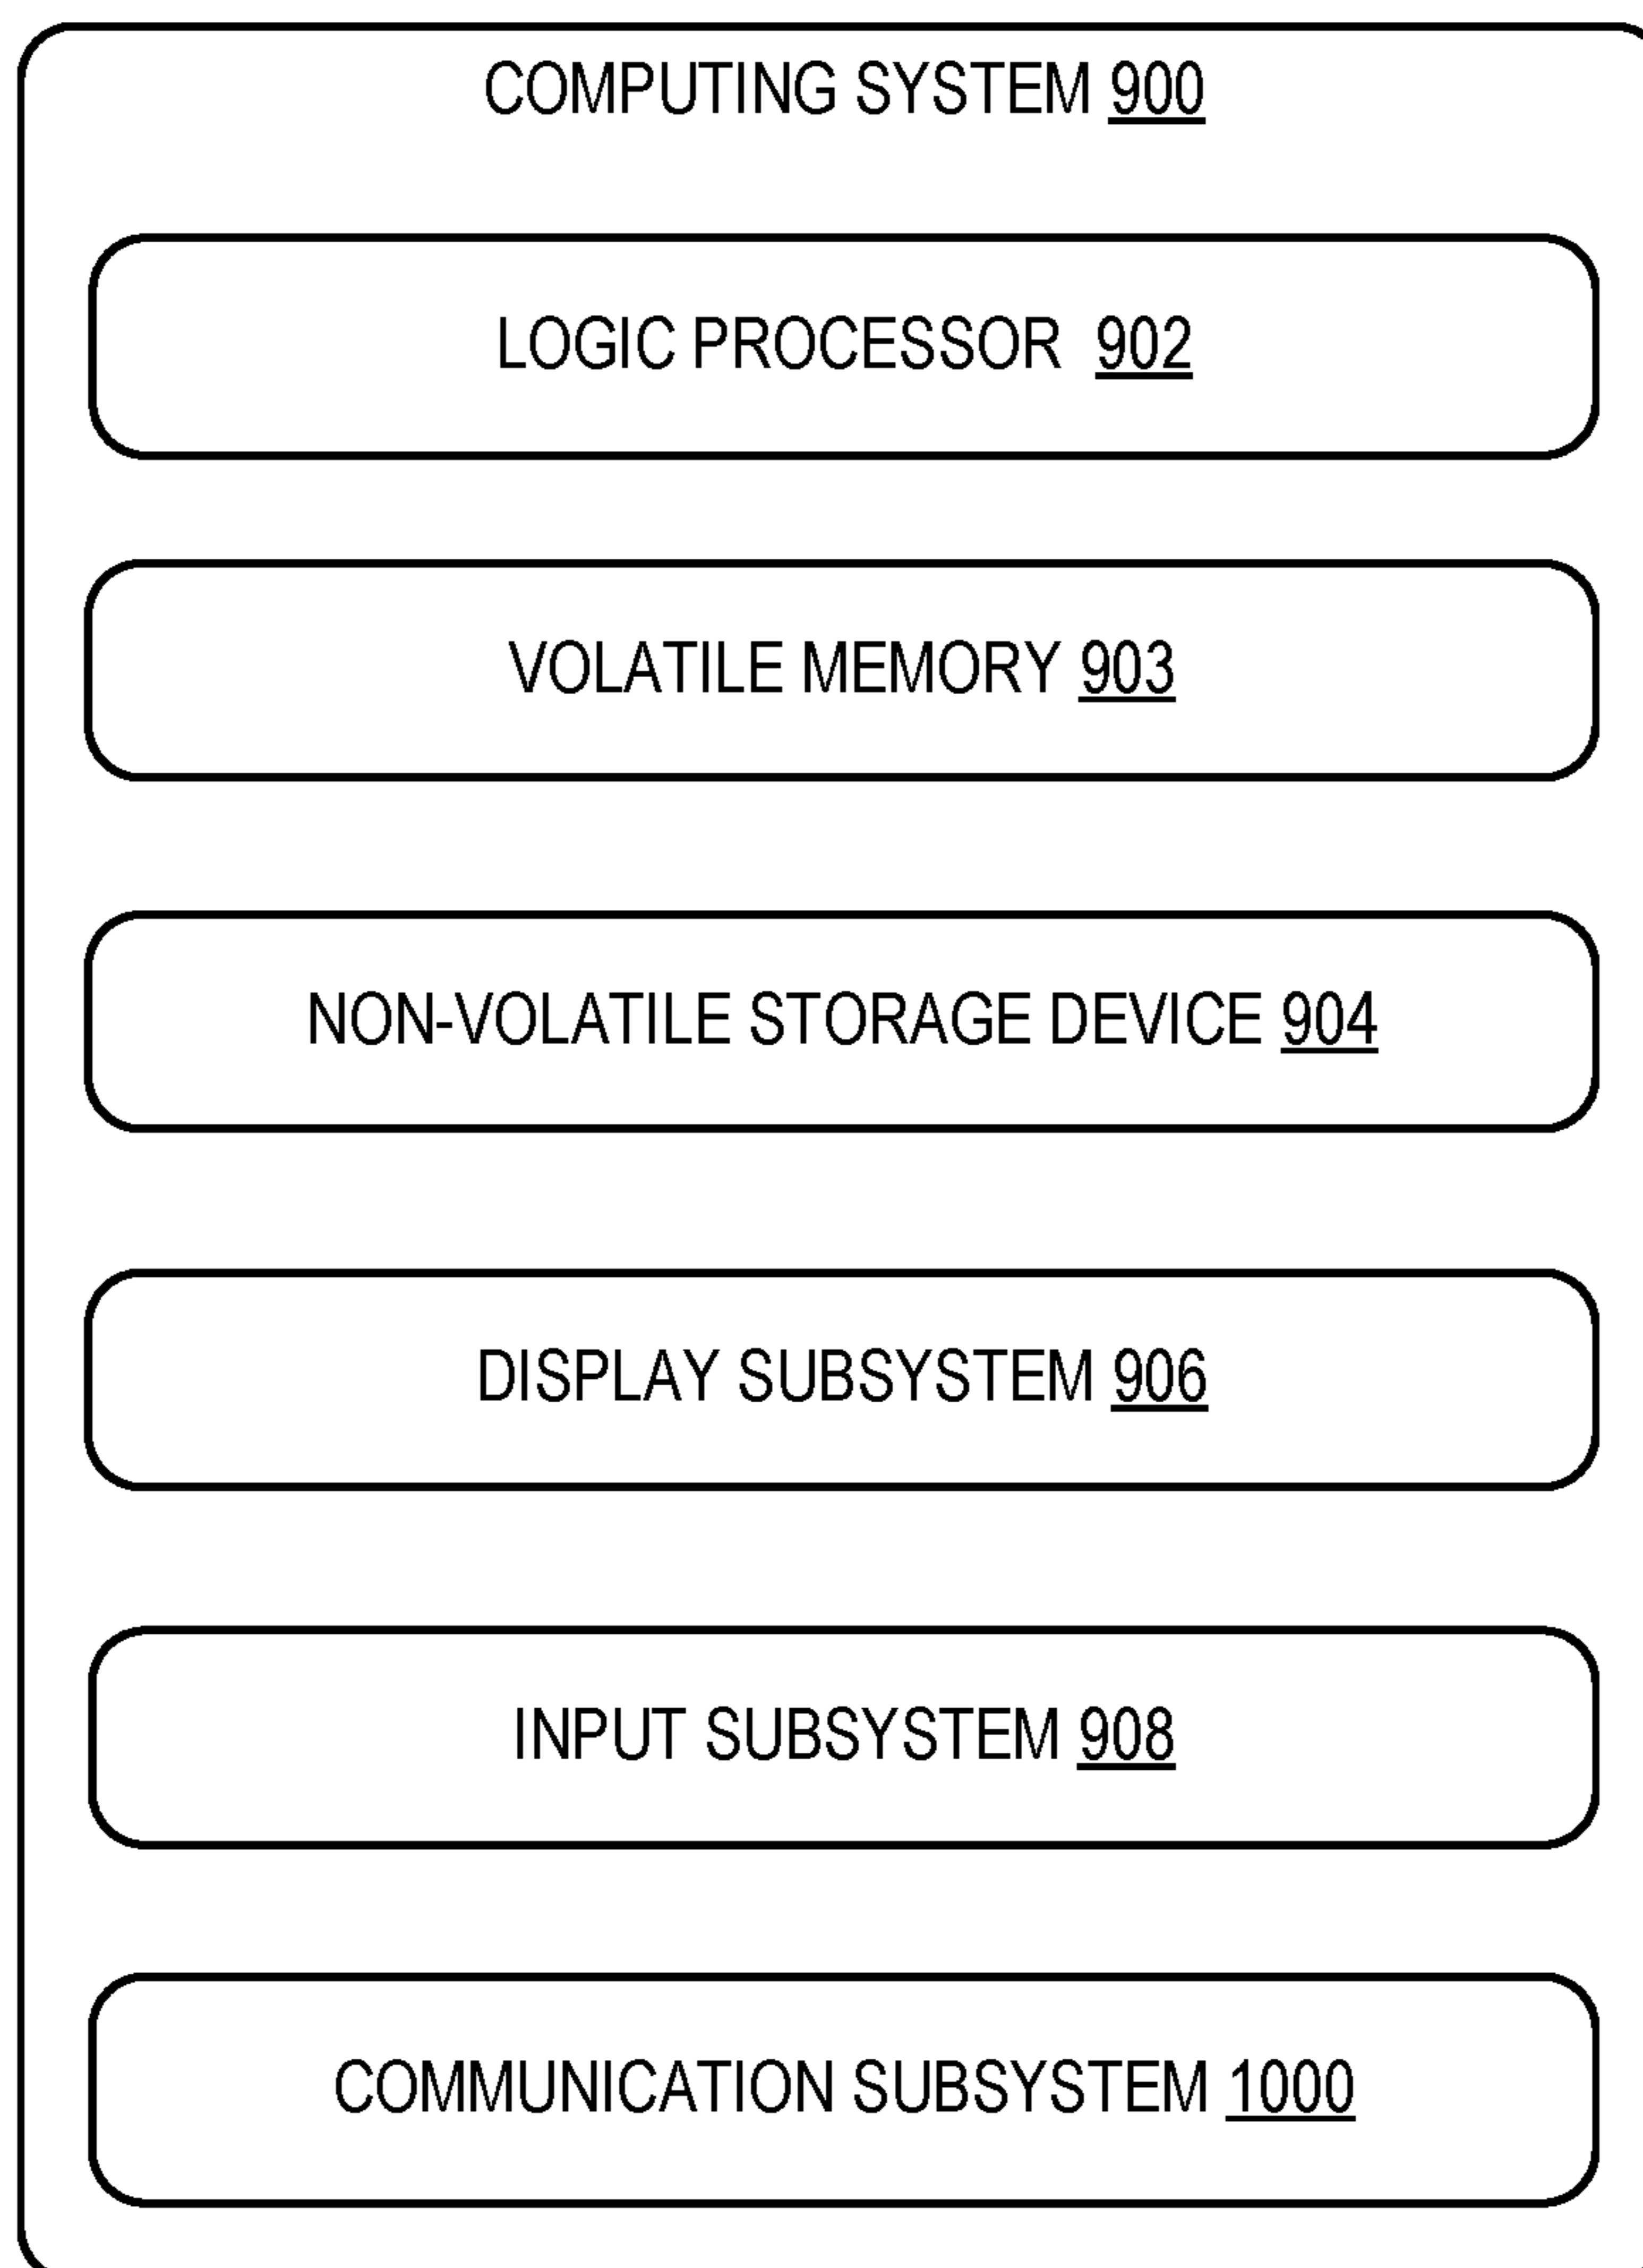 COMPUTING SYSTEM 900
LOGIC PROCESSOR 902
VOLATILE MEMORY 903
NON-VOLATILE STORAGE DEVICE 904
DISPLAY SUBSYSTEM 906
INPUT SUBSYSTEM 908
COMMUNICATION SUBSYSTEM 1000